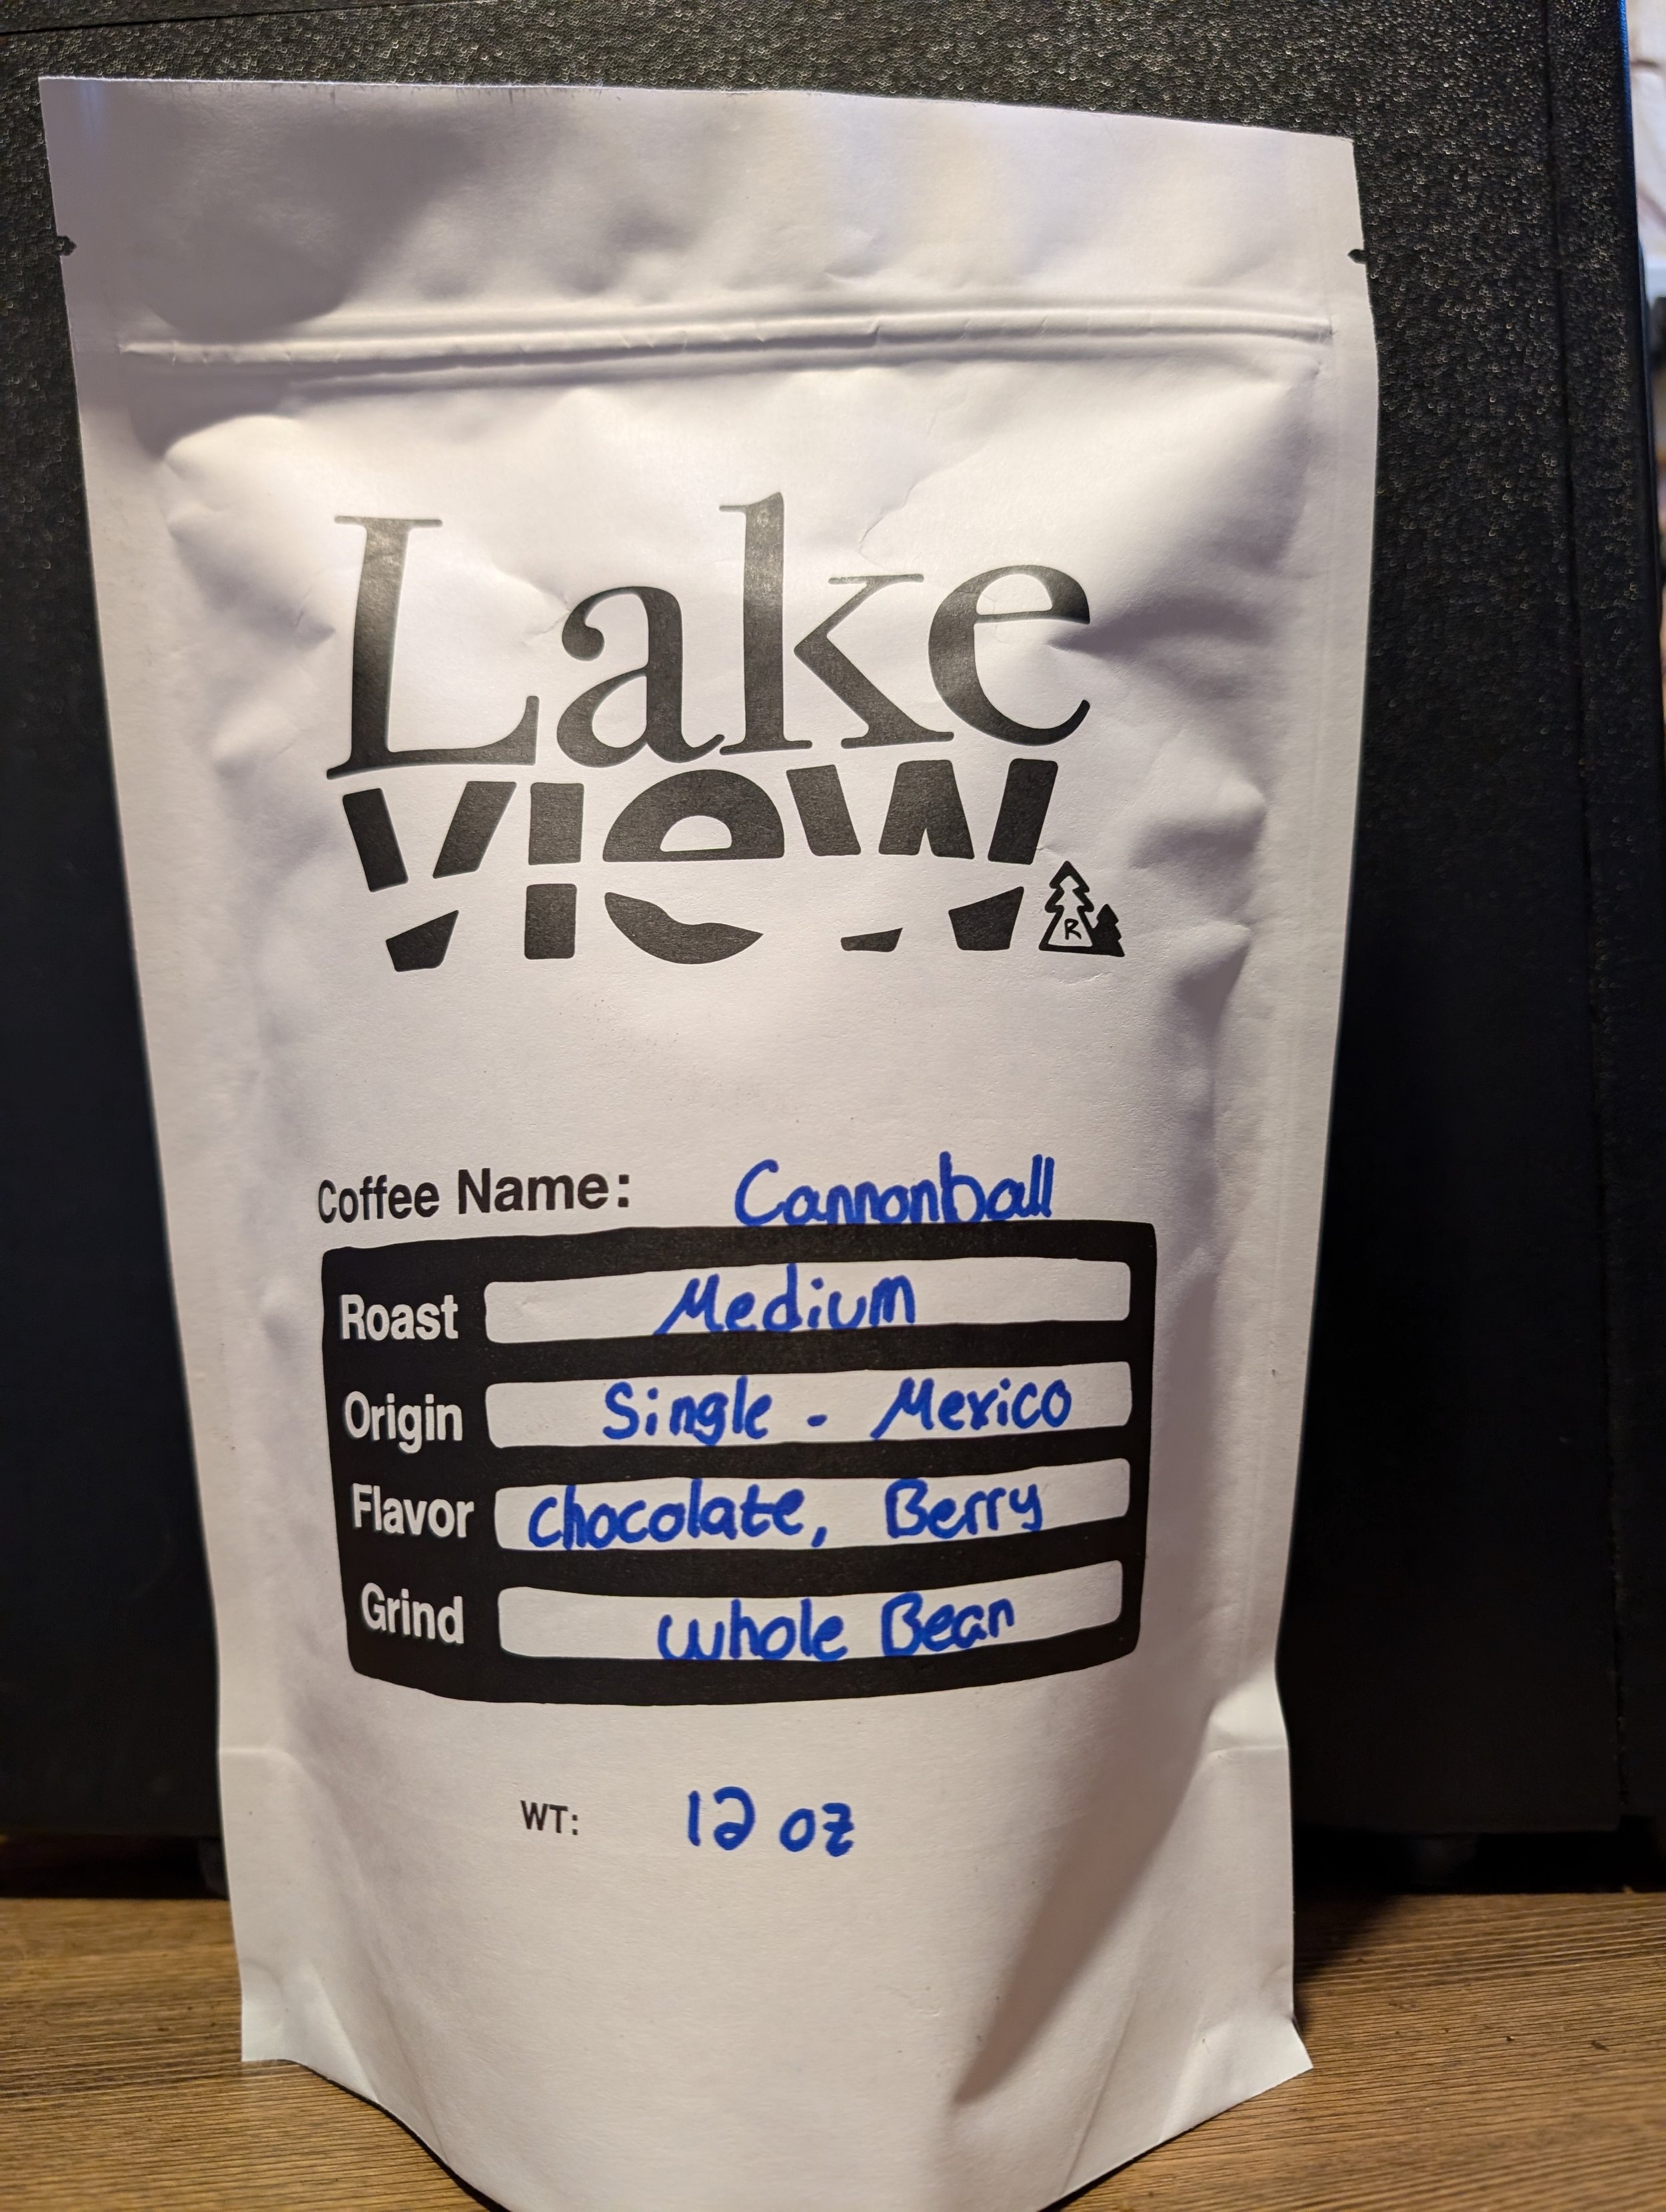 Lake
view
R
Coffee Name: Cannonball
Roast Medium
Origin Single - Mexico
Flavor Chocolate, Berry
Grind Whole Bean
WT: 12 oz